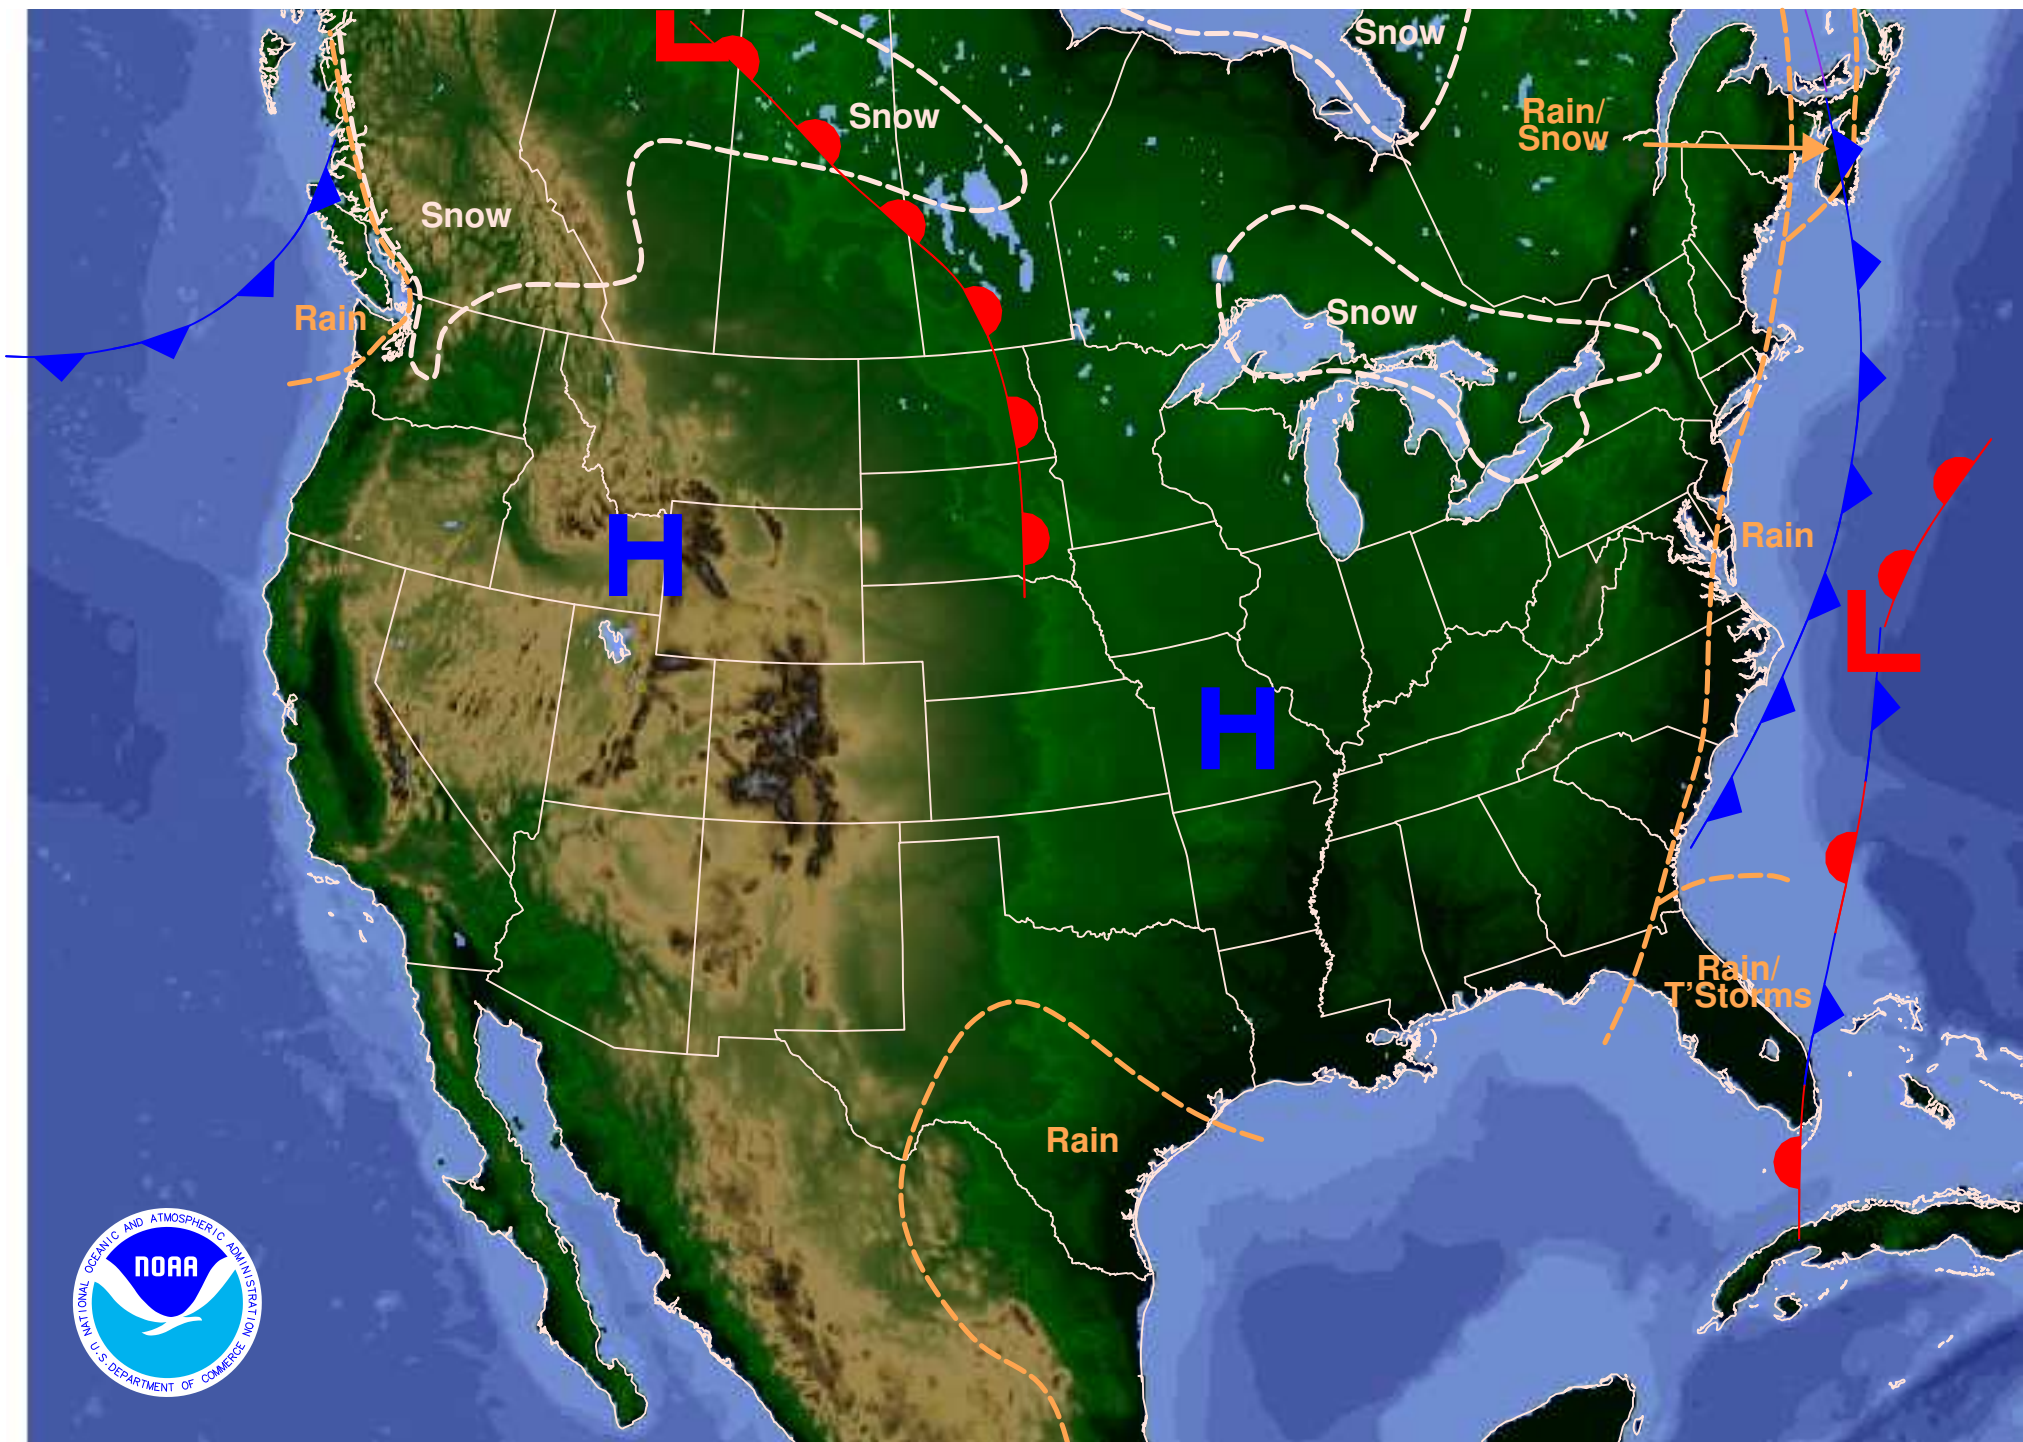 L
Snow
Snow
Rain/
Snow
Snow
Snow
Rain
Snow
H
Rain
L
H
Rain/
T'Storms
Rain
NATIONAL OCEANIC AND ATMOSPHERIC ADMINISTRATION
NOAA
U.S. DEPARTMENT OF COMMERCE